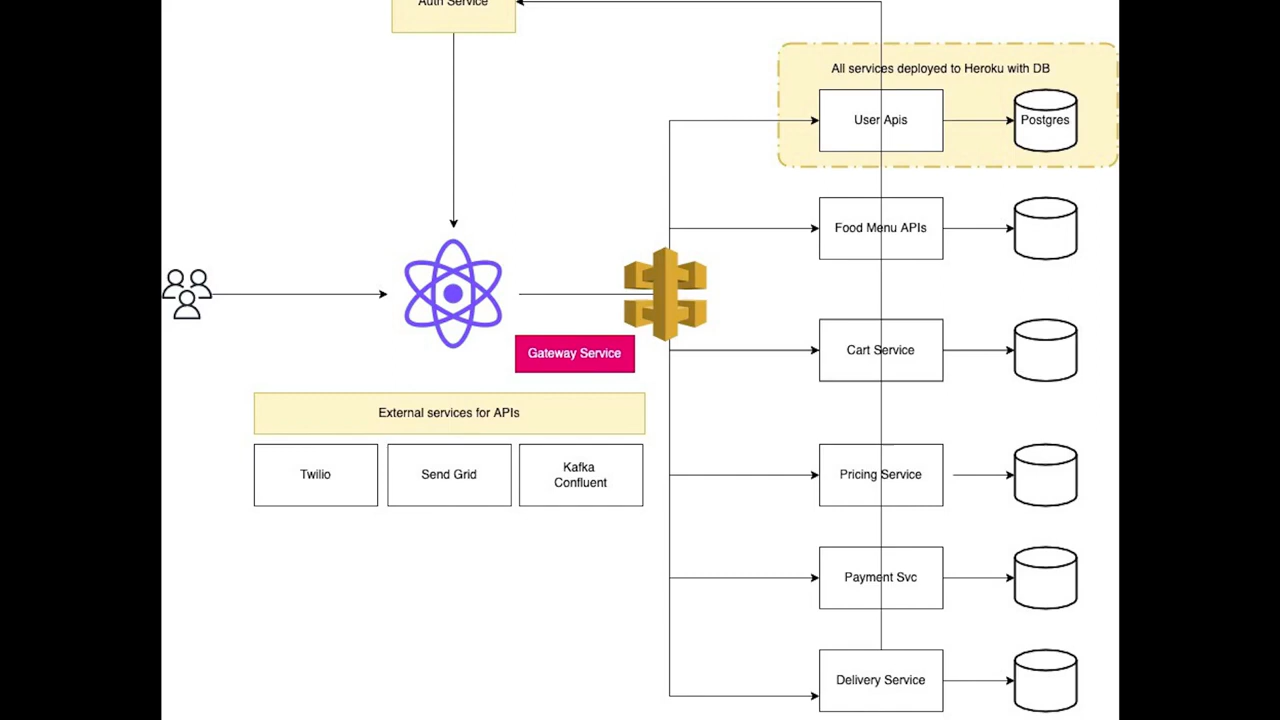 Auth Service
All services deployed to Heroku with DB
User Apis
Postgres
Food Menu APIs
Gateway Service
Cart Service
External services for APIs
Twilio
Send Grid
Kafka
Confluent
Pricing Service
Payment Svc
Delivery Service